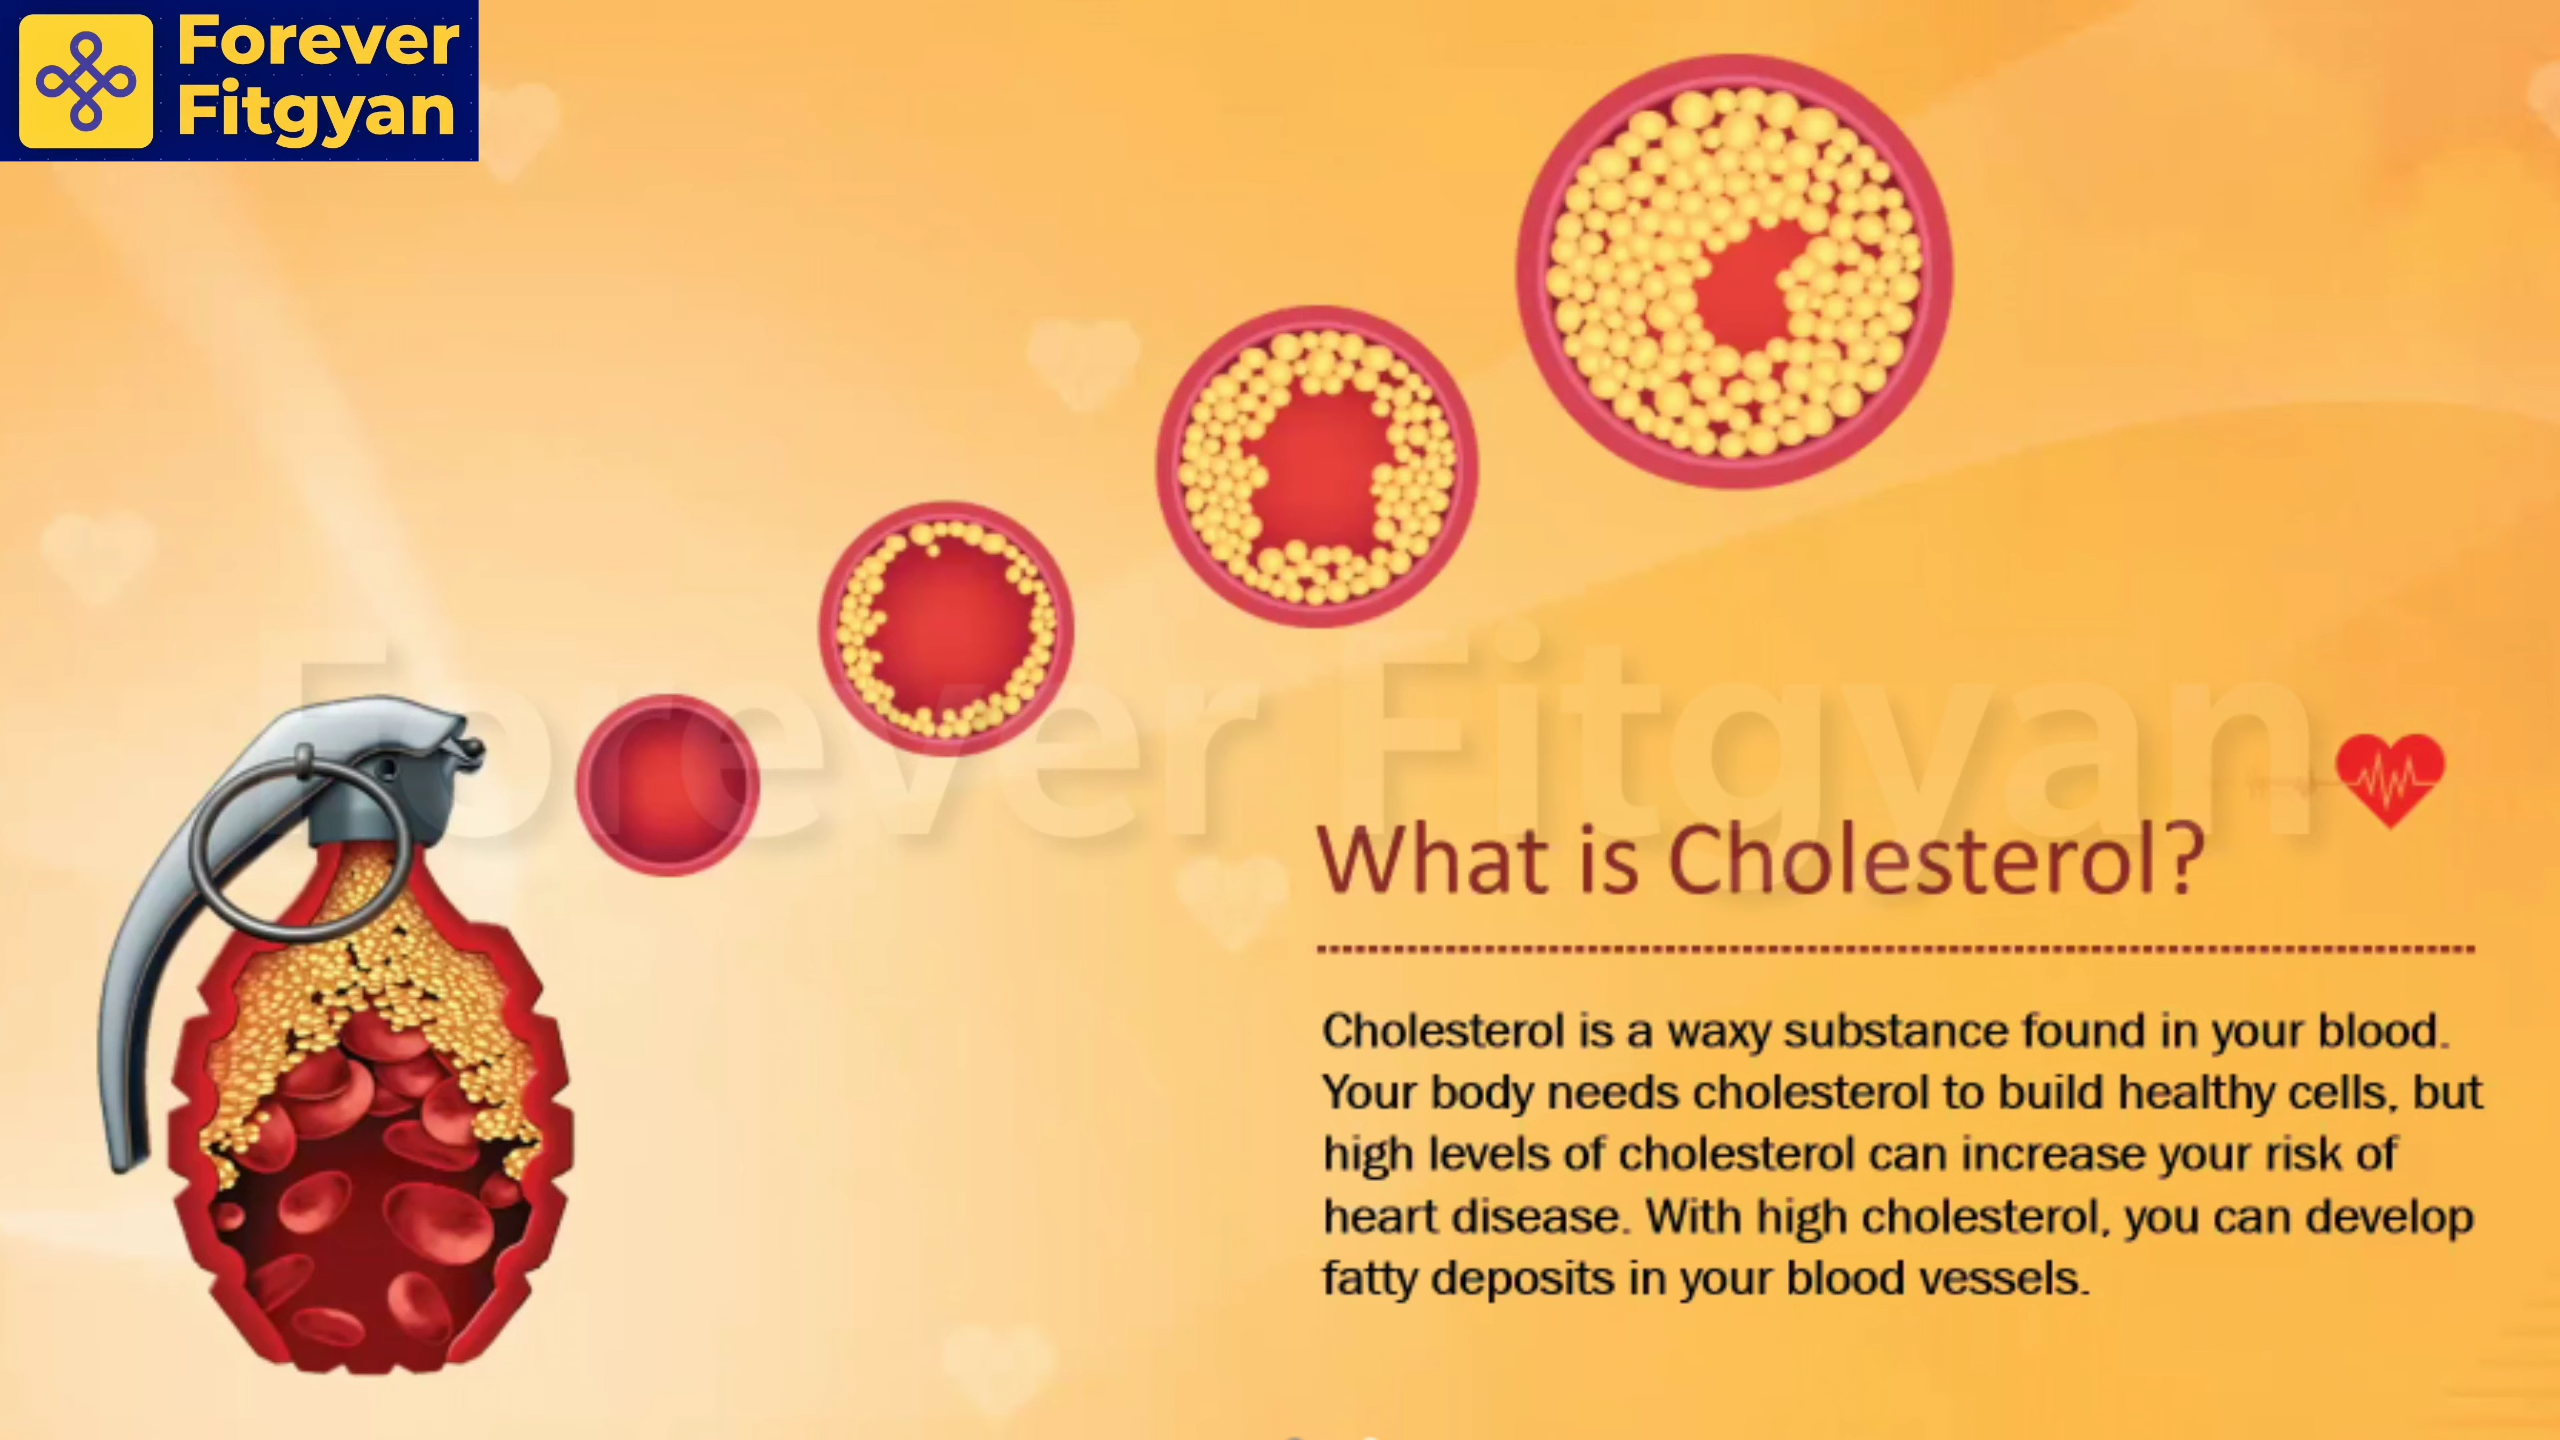 Forever
Fitgyan
Forever Fitgyan
What is Cholesterol?
Cholesterol is a waxy substance found in your blood.
Your body needs cholesterol to build healthy cells, but
high levels of cholesterol can increase your risk of
heart disease. With high cholesterol, you can develop
fatty deposits in your blood vessels.